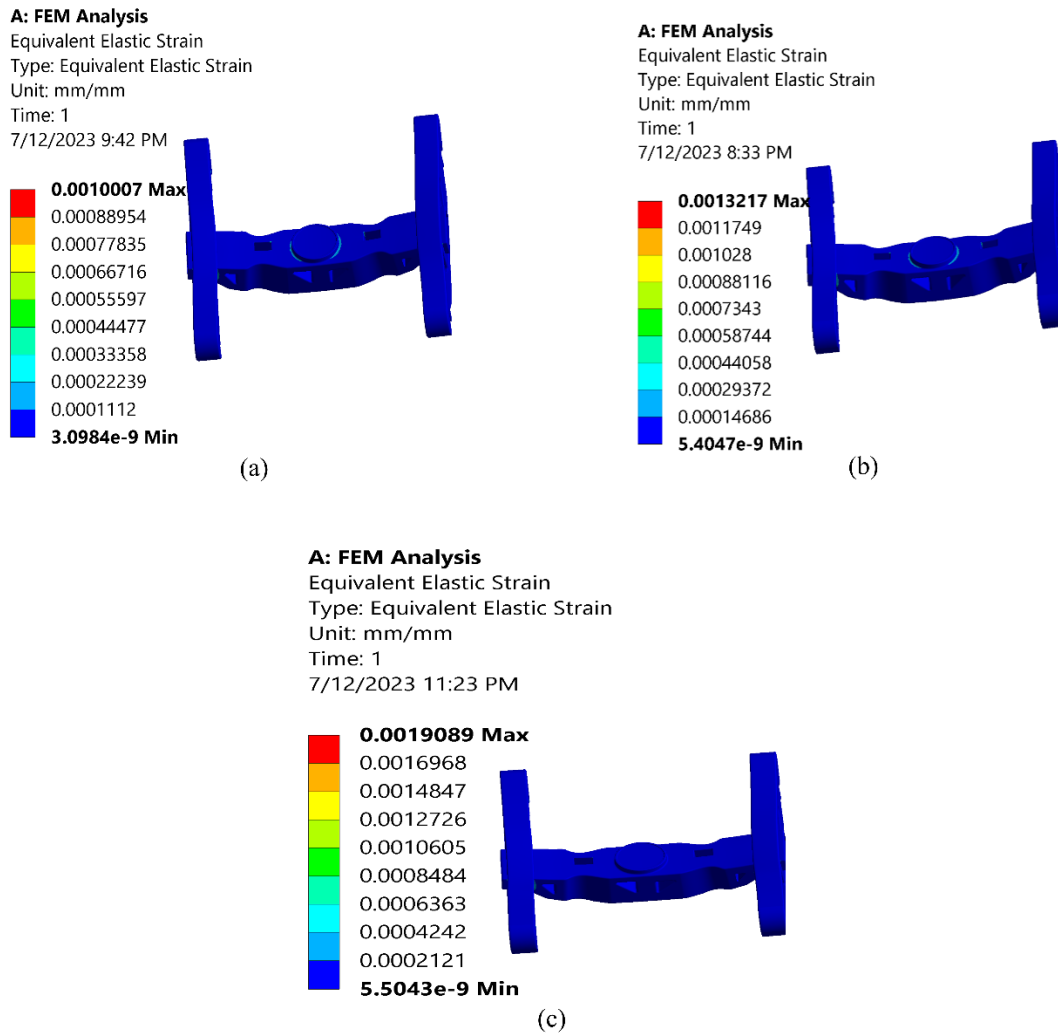 A: FEM Analysis
Equivalent Elastic Strain
Type: Equivalent Elastic Strain
Unit: mm/mm
Time: 1
7/12/2023 9:42 PM
0.0010007 Max
0.00088954
0.00077835
0.00066716
0.00055597
0.00044477
0.00033358
0.00022239
0.0001112
3.0984e-9 Min
(a)
A: FEM Analysis
Equivalent Elastic Strain
Type: Equivalent Elastic Strain
Unit: mm/mm
Time: 1
7/12/2023 8:33 PM
0.0013217 Max
0.0011749
0.001028
0.00088116
0.0007343
0.00058744
0.00044058
0.00029372
0.00014686
5.4047e-9 Min
(b)
A: FEM Analysis
Equivalent Elastic Strain
Type: Equivalent Elastic Strain
Unit: mm/mm
Time: 1
7/12/2023 11:23 PM
0.0019089 Max
0.0016968
0.0014847
0.0012726
0.0010605
0.0008484
0.0006363
0.0004242
0.0002121
5.5043e-9 Min
(c)